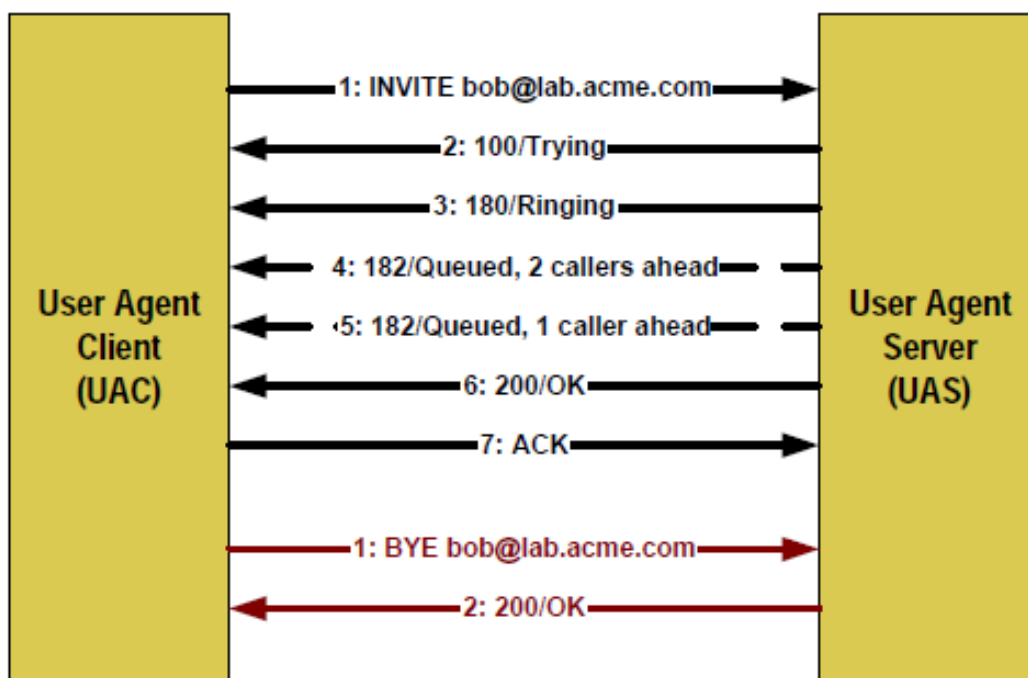 1: INVITE bob@lab.acme.com
2: 100/Trying
3: 180/Ringing
4: 182/Queued, 2 callers ahead
5: 182/Queued, 1 caller ahead
User Agent
Client
(UAC)
User Agent
Server
(UAS)
6: 200/OK
7: ACK
1: BYE bob@lab.acme.com
2: 200/OK